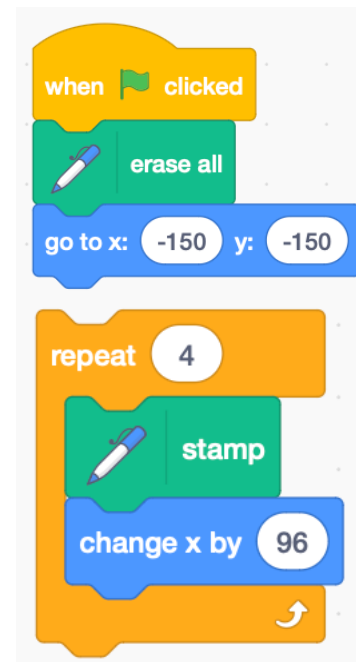 when clicked
erase all
go to x: -150 y: -150
repeat 4
stamp
change x by 96